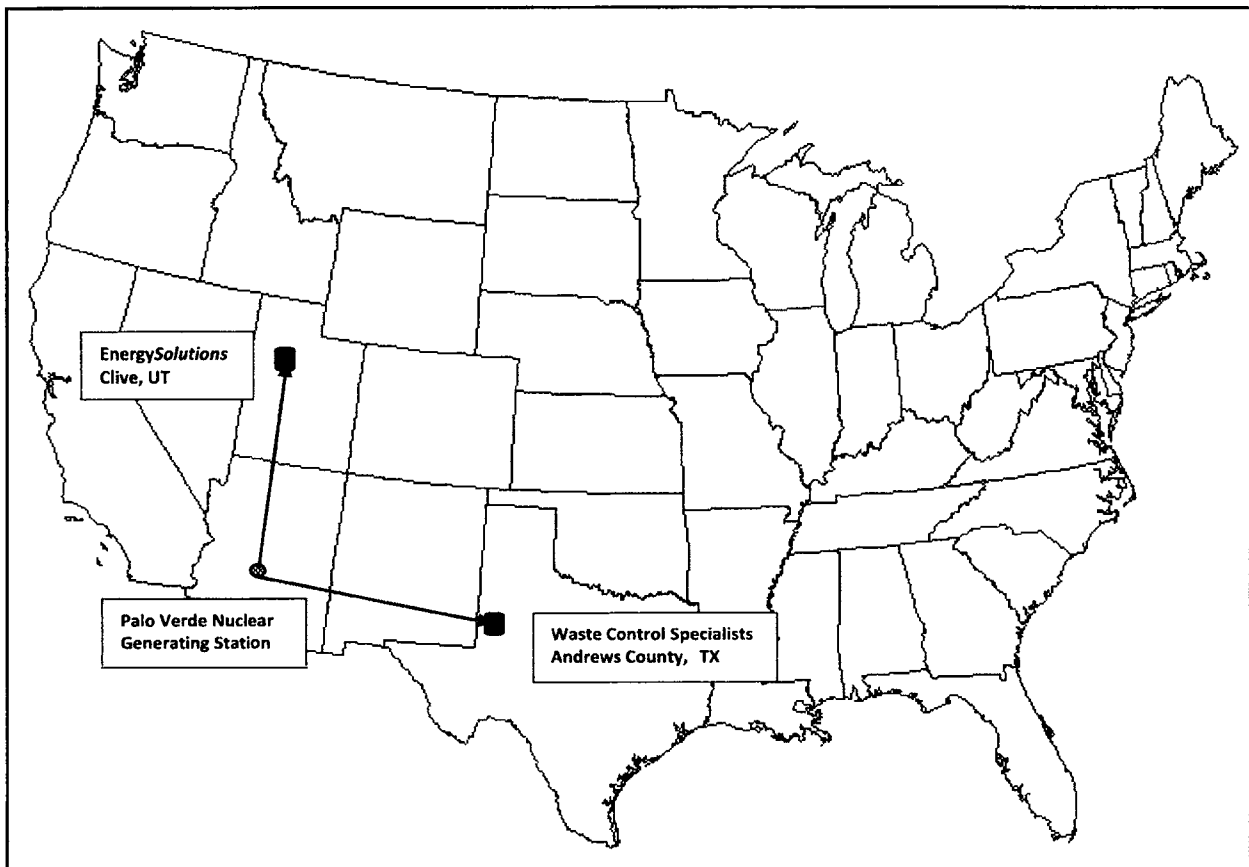 EnergySolutions
Clive, UT
Palo Verde Nuclear
Generating Station
Waste Control Specialists
Andrews County, TX